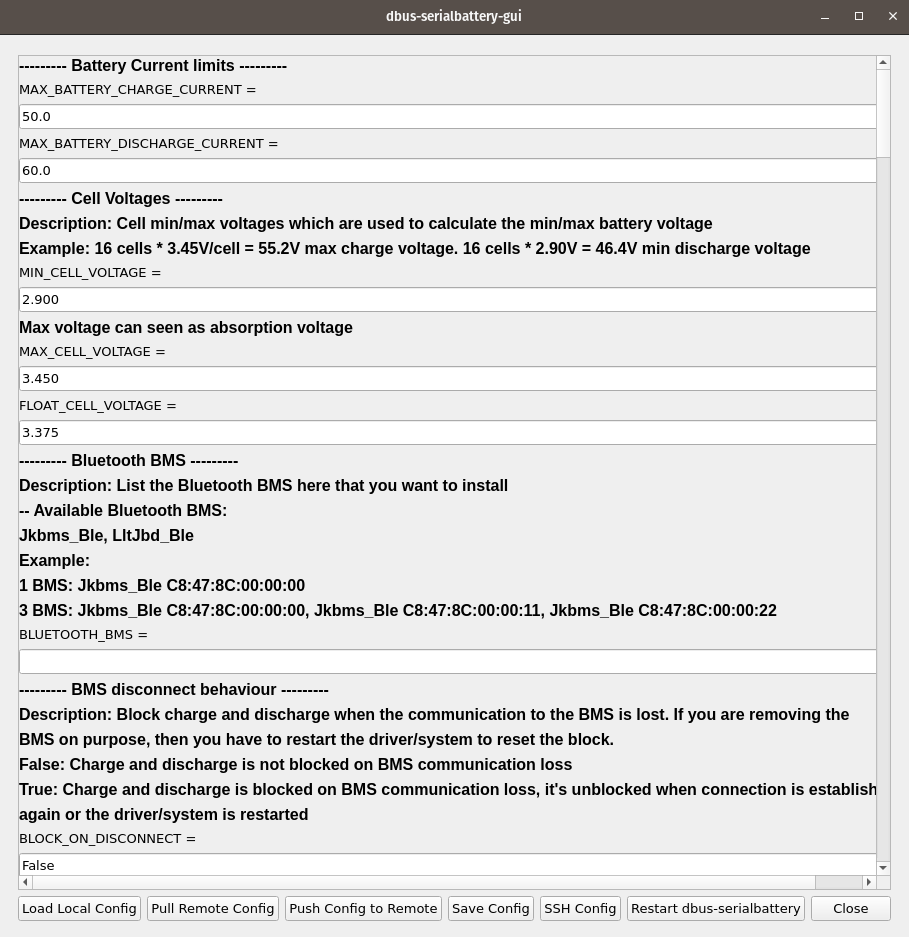 dbus-serialbattery-gui
--------- Battery Current limits ---------
MAX_BATTERY_CHARGE_CURRENT =
50.0
MAX_BATTERY_DISCHARGE_CURRENT =
60.0
--------- Cell Voltages ---------
Description: Cell min/max voltages which are used to calculate the min/max battery voltage
Example: 16 cells * 3.45V/cell = 55.2V max charge voltage. 16 cells * 2.90V = 46.4V min discharge voltage
MIN_CELL_VOLTAGE =
2.900
Max voltage can seen as absorption voltage
MAX_CELL_VOLTAGE =
3.450
FLOAT_CELL_VOLTAGE =
3.375
--------- Bluetooth BMS ---------
Description: List the Bluetooth BMS here that you want to install
-- Available Bluetooth BMS:
Jkbms_Ble, LltJbd_Ble
Example:
1 BMS: Jkbms_Ble C8:47:8C:00:00:00
3 BMS: Jkbms_Ble C8:47:8C:00:00:00, Jkbms_Ble C8:47:8C:00:00:11, Jkbms_Ble C8:47:8C:00:00:22
BLUETOOTH_BMS =
--------- BMS disconnect behaviour ---------
Description: Block charge and discharge when the communication to the BMS is lost. If you are removing the
BMS on purpose, then you have to restart the driver/system to reset the block.
False: Charge and discharge is not blocked on BMS communication loss
True: Charge and discharge is blocked on BMS communication loss, it's unblocked when connection is establish
again or the driver/system is restarted
BLOCK_ON_DISCONNECT =
False
Load Local Config Pull Remote Config Push Config to Remote Save Config SSH Config Restart dbus-serialbattery Close